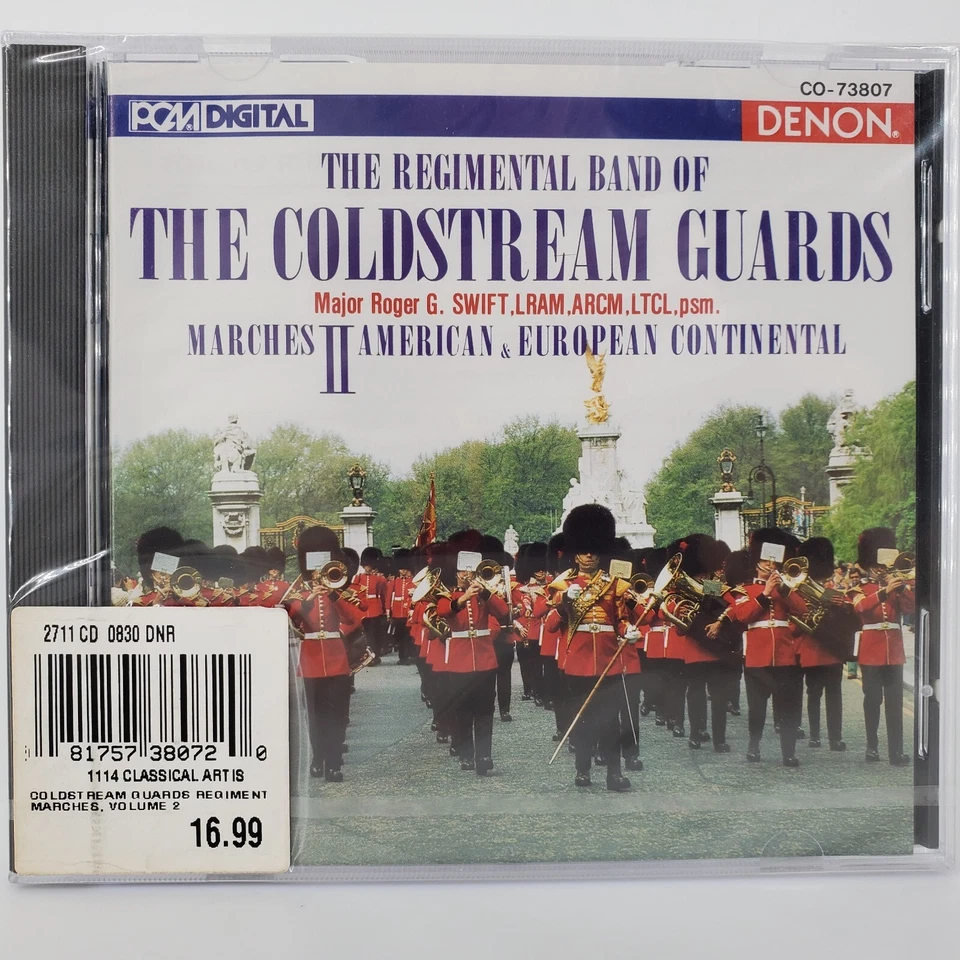 CO-73807
PCM® DIGITAL
DENON®
THE REGIMENTAL BAND OF
THE COLDSTREAM GUARDS
Major Roger G. SWIFT,LRAM,ARCM,LTCL,psm.
MARCHES II AMERICAN & EUROPEAN CONTINENTAL
2711 CD 0830 DNR
81757 38072 0
1114 CLASSICAL ART IS
COLDSTREAM GUARDS REGIMENT
MARCHES, VOLUME 2
16.99